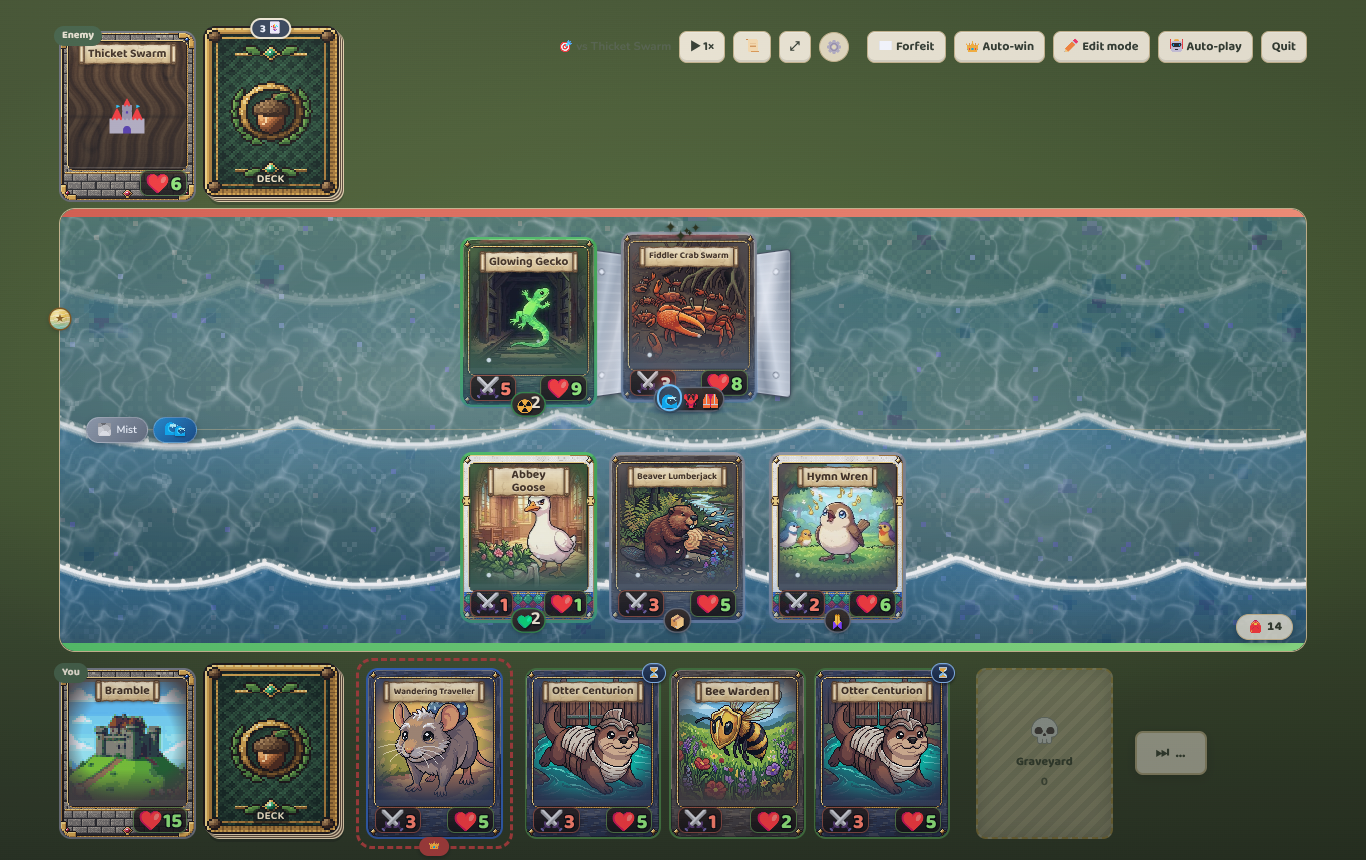 Enemy
Thicket Swarm
6
3
DECK
vs Thicket Swarm
1×
Forfeit
Auto-win
Edit mode
Auto-play
Quit
Glowing Gecko
5
9
2
Fiddler Crab Swarm
8
Mist
Abbey
Goose
1
1
2
Beaver Lumberjack
3
5
Hymn Wren
2
6
14
You
Bramble
15
DECK
Wandering Traveller
3
5
Otter Centurion
3
5
Bee Warden
1
2
Otter Centurion
3
5
Graveyard
0
...